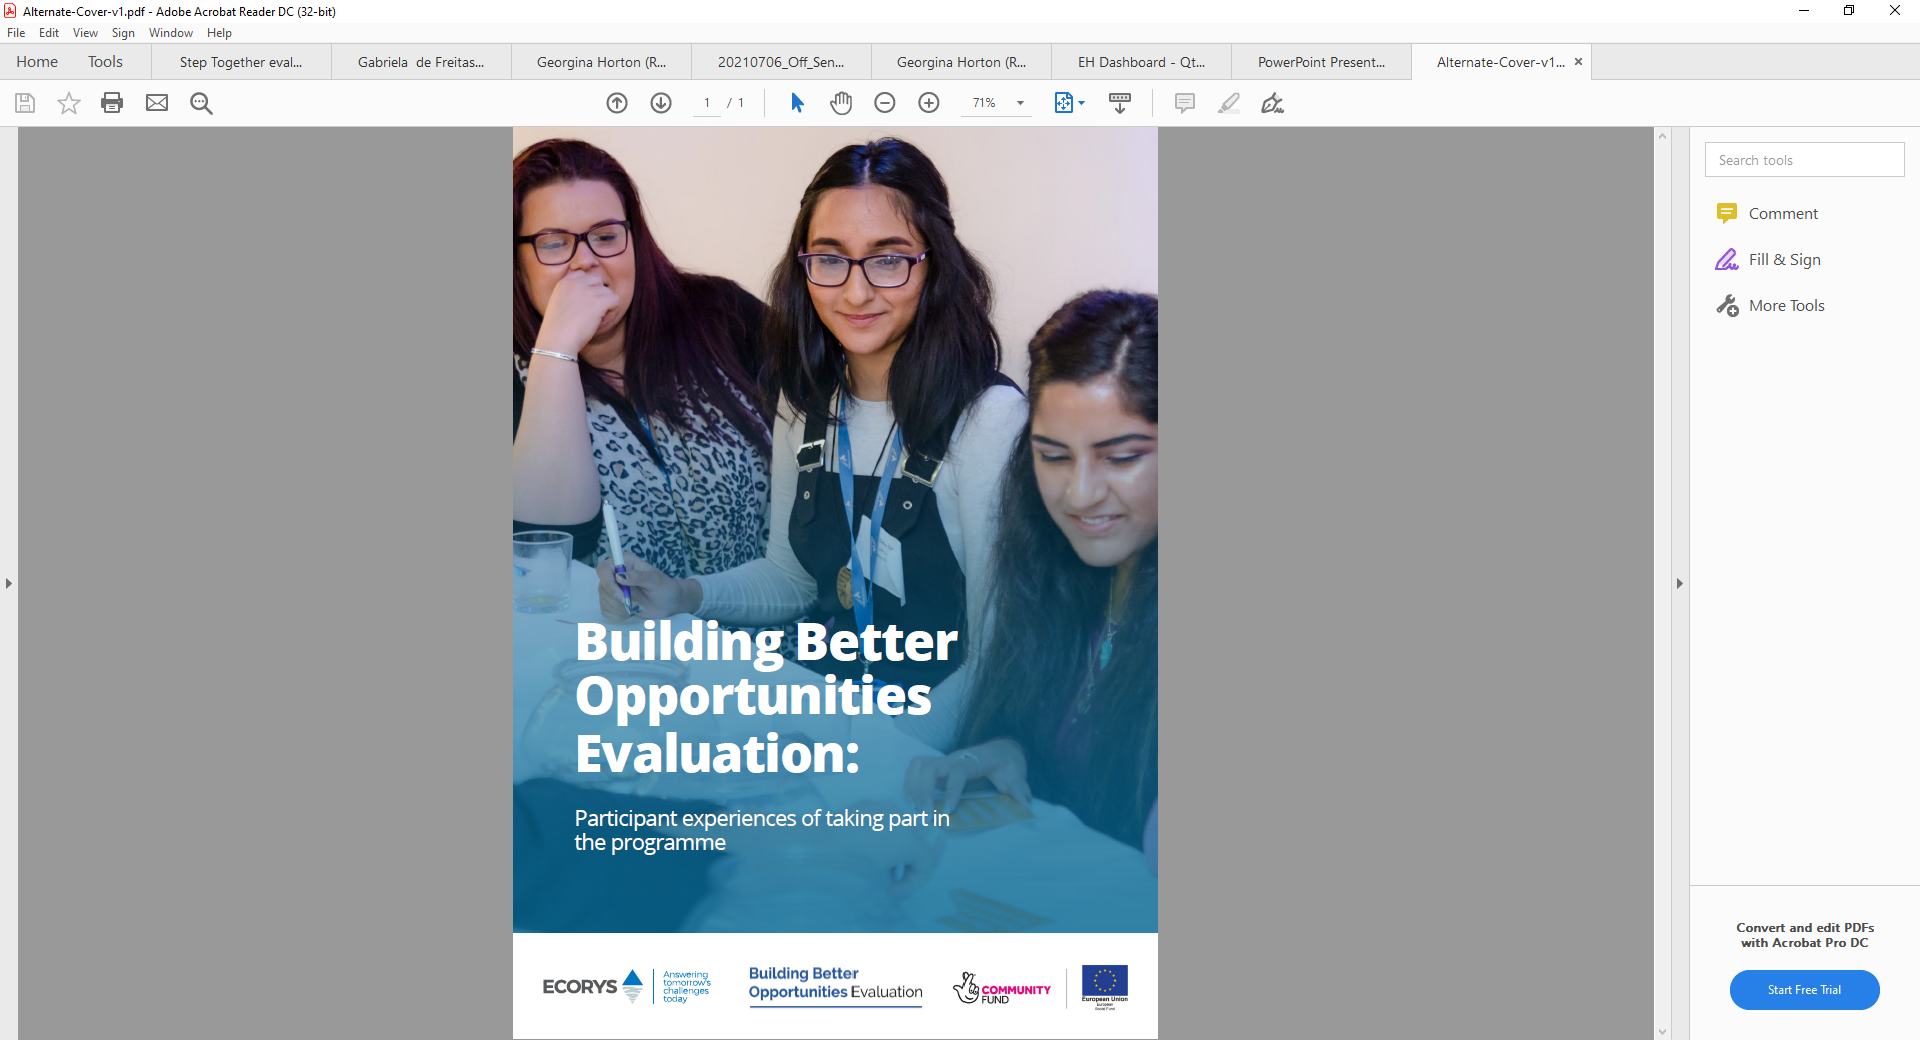 Alternate-Cover-v1.pdf - Adobe Acrobat Reader DC (32-bit)
File Edit View Sign Window Help
Home Tools Step Together eval... Gabriela de Freitas... Georgina Horton (R... 20210706_Off_Sen... Georgina Horton (R... EH Dashboard - Qt... PowerPoint Present... Alternate-Cover-v1...
1 / 1 71%
Search tools
Comment
Fill & Sign
More Tools
Building Better
Opportunities
Evaluation:
Participant experiences of taking part in
the programme
ECORYS
Answering
tomorrow's
challenges
today
Building Better
Opportunities Evaluation
COMMUNITY
FUND
European Union
European
Social Fund
Convert and edit PDFs
with Acrobat Pro DC
Start Free Trial